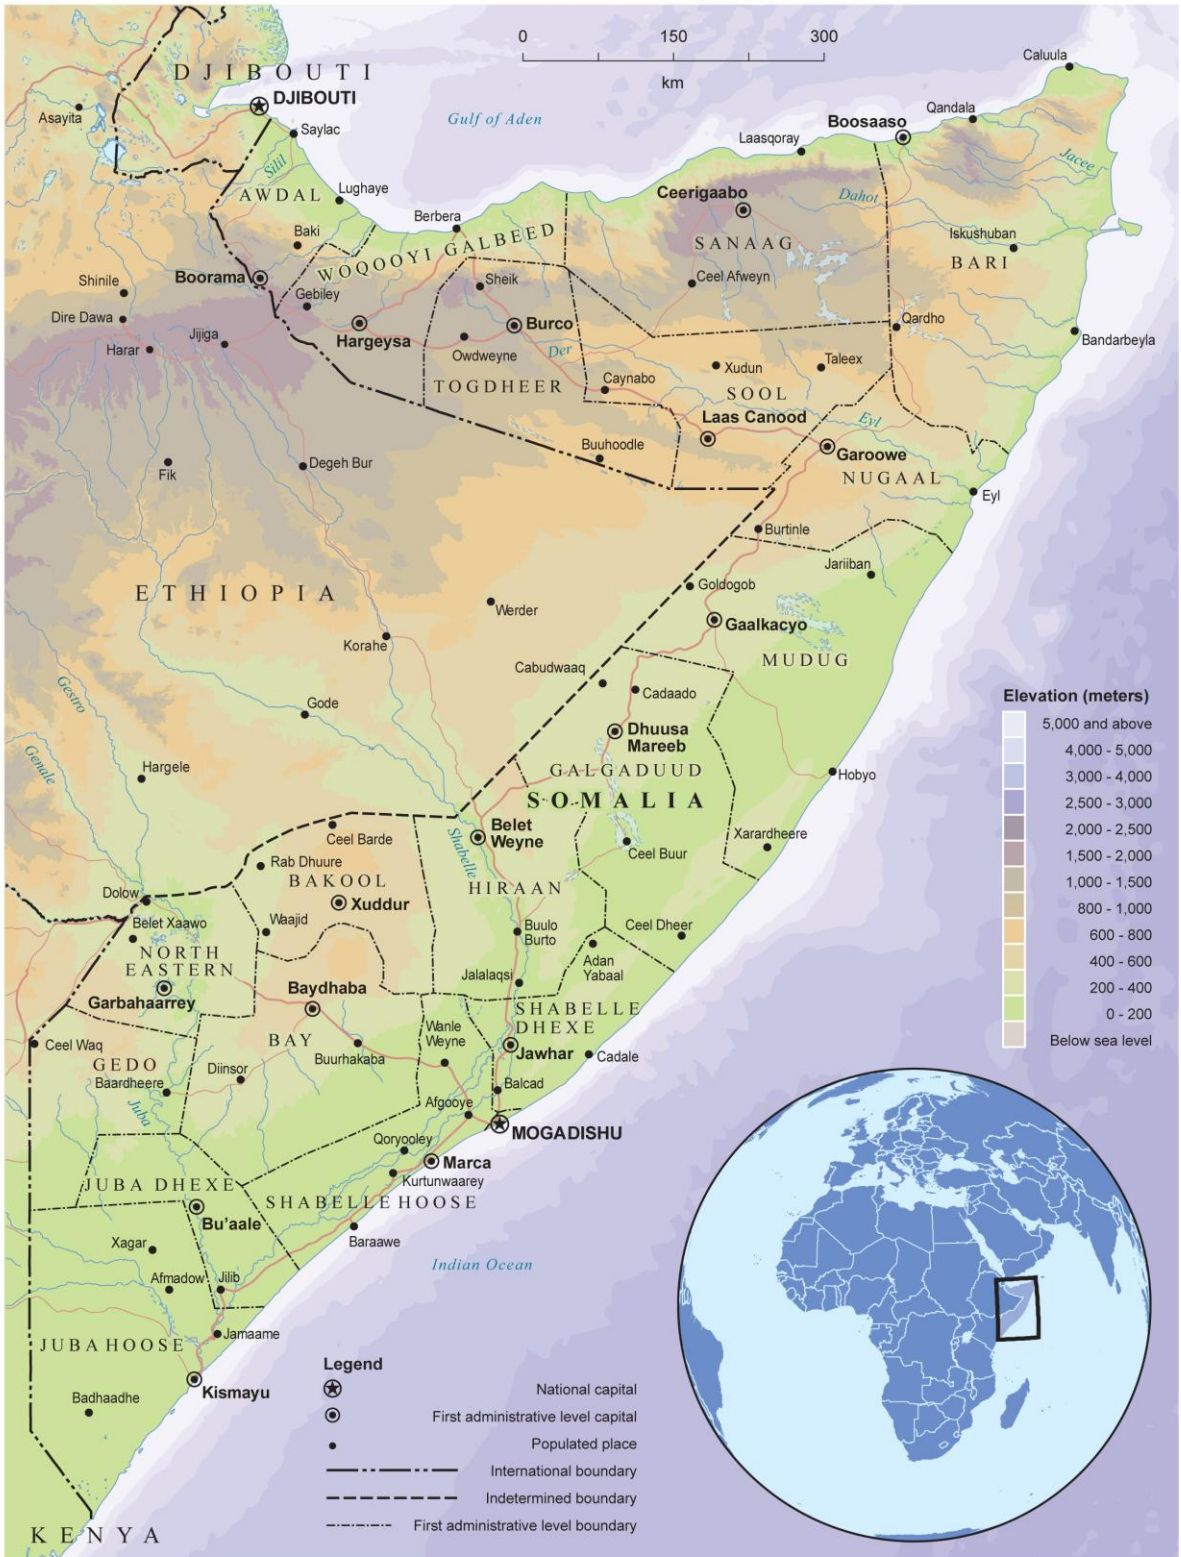 0 150 300
km
Caluula
DJIBOUTI
DJIBOUTI
Asayita
Gulf of Aden
Qandala
Boosaaso
Saylac
Laasqoray
Jacee
Silil
AWDAL
Lughaye
Ceerigaabo
Dahot
Berbera
Baki
WOQOOYI GALBEED
SANAAG
Iskushuban
BARI
Boorama
Shinile
Sheik
Ceel Afweyn
Gebiley
Dire Dawa
Jijiga
Hargeysa
Burco
Qardho
Bandarbeyla
Harar
Owdweyne
Der
Xudun
Taleex
TOGDHEER
Caynabo
SOOL
Laas Canood
Eyl
Buuhoodle
Garoowe
Fik
Degeh Bur
NUGAAL
Eyl
Burtinle
Jariiban
ETHIOPIA
Goldogob
Werder
Gaalkacyo
Korahe
MUDUG
Cabudwaaq
Gestro
Cadaado
Gode
Dhuusa
Mareeb
Genale
Hargele
GALGADUUD
Hobyo
SOMALIA
Belet
Weyne
Shabelle
Ceel Barde
Xarardheere
Ceel Buur
Rab Dhuure
BAKOOL
HIRAAN
Dolow
Xuddur
Belet Xaawo
Waajid
Buulo
Burto
Ceel Dheer
NORTH
EASTERN
Adan
Yabaal
Jalalaqsi
Garbahaarrey
Baydhaba
SHABELLE
DHEXE
Wanle
Weyne
Ceel Waq
BAY
Buurhakaba
Jawhar
Cadale
GEDO
Diinsor
Baardheere
Balcad
Juba
Afgooye
MOGADISHU
Qoryooley
Marca
JUBA DHEXE
Kurtunwaarey
SHABELLE HOOSE
Bu'aale
Baraawe
Xagar
Indian Ocean
Afmadow
Jilib
Jamaame
JUBA HOOSE
Kismayu
Badhaadhe
KENYA
Elevation (meters)
5,000 and above
4,000 - 5,000
3,000 - 4,000
2,500 - 3,000
2,000 - 2,500
1,500 - 2,000
1,000 - 1,500
800 - 1,000
600 - 800
400 - 600
200 - 400
0 - 200
Below sea level
Legend
National capital
First administrative level capital
Populated place
International boundary
Indetermined boundary
First administrative level boundary